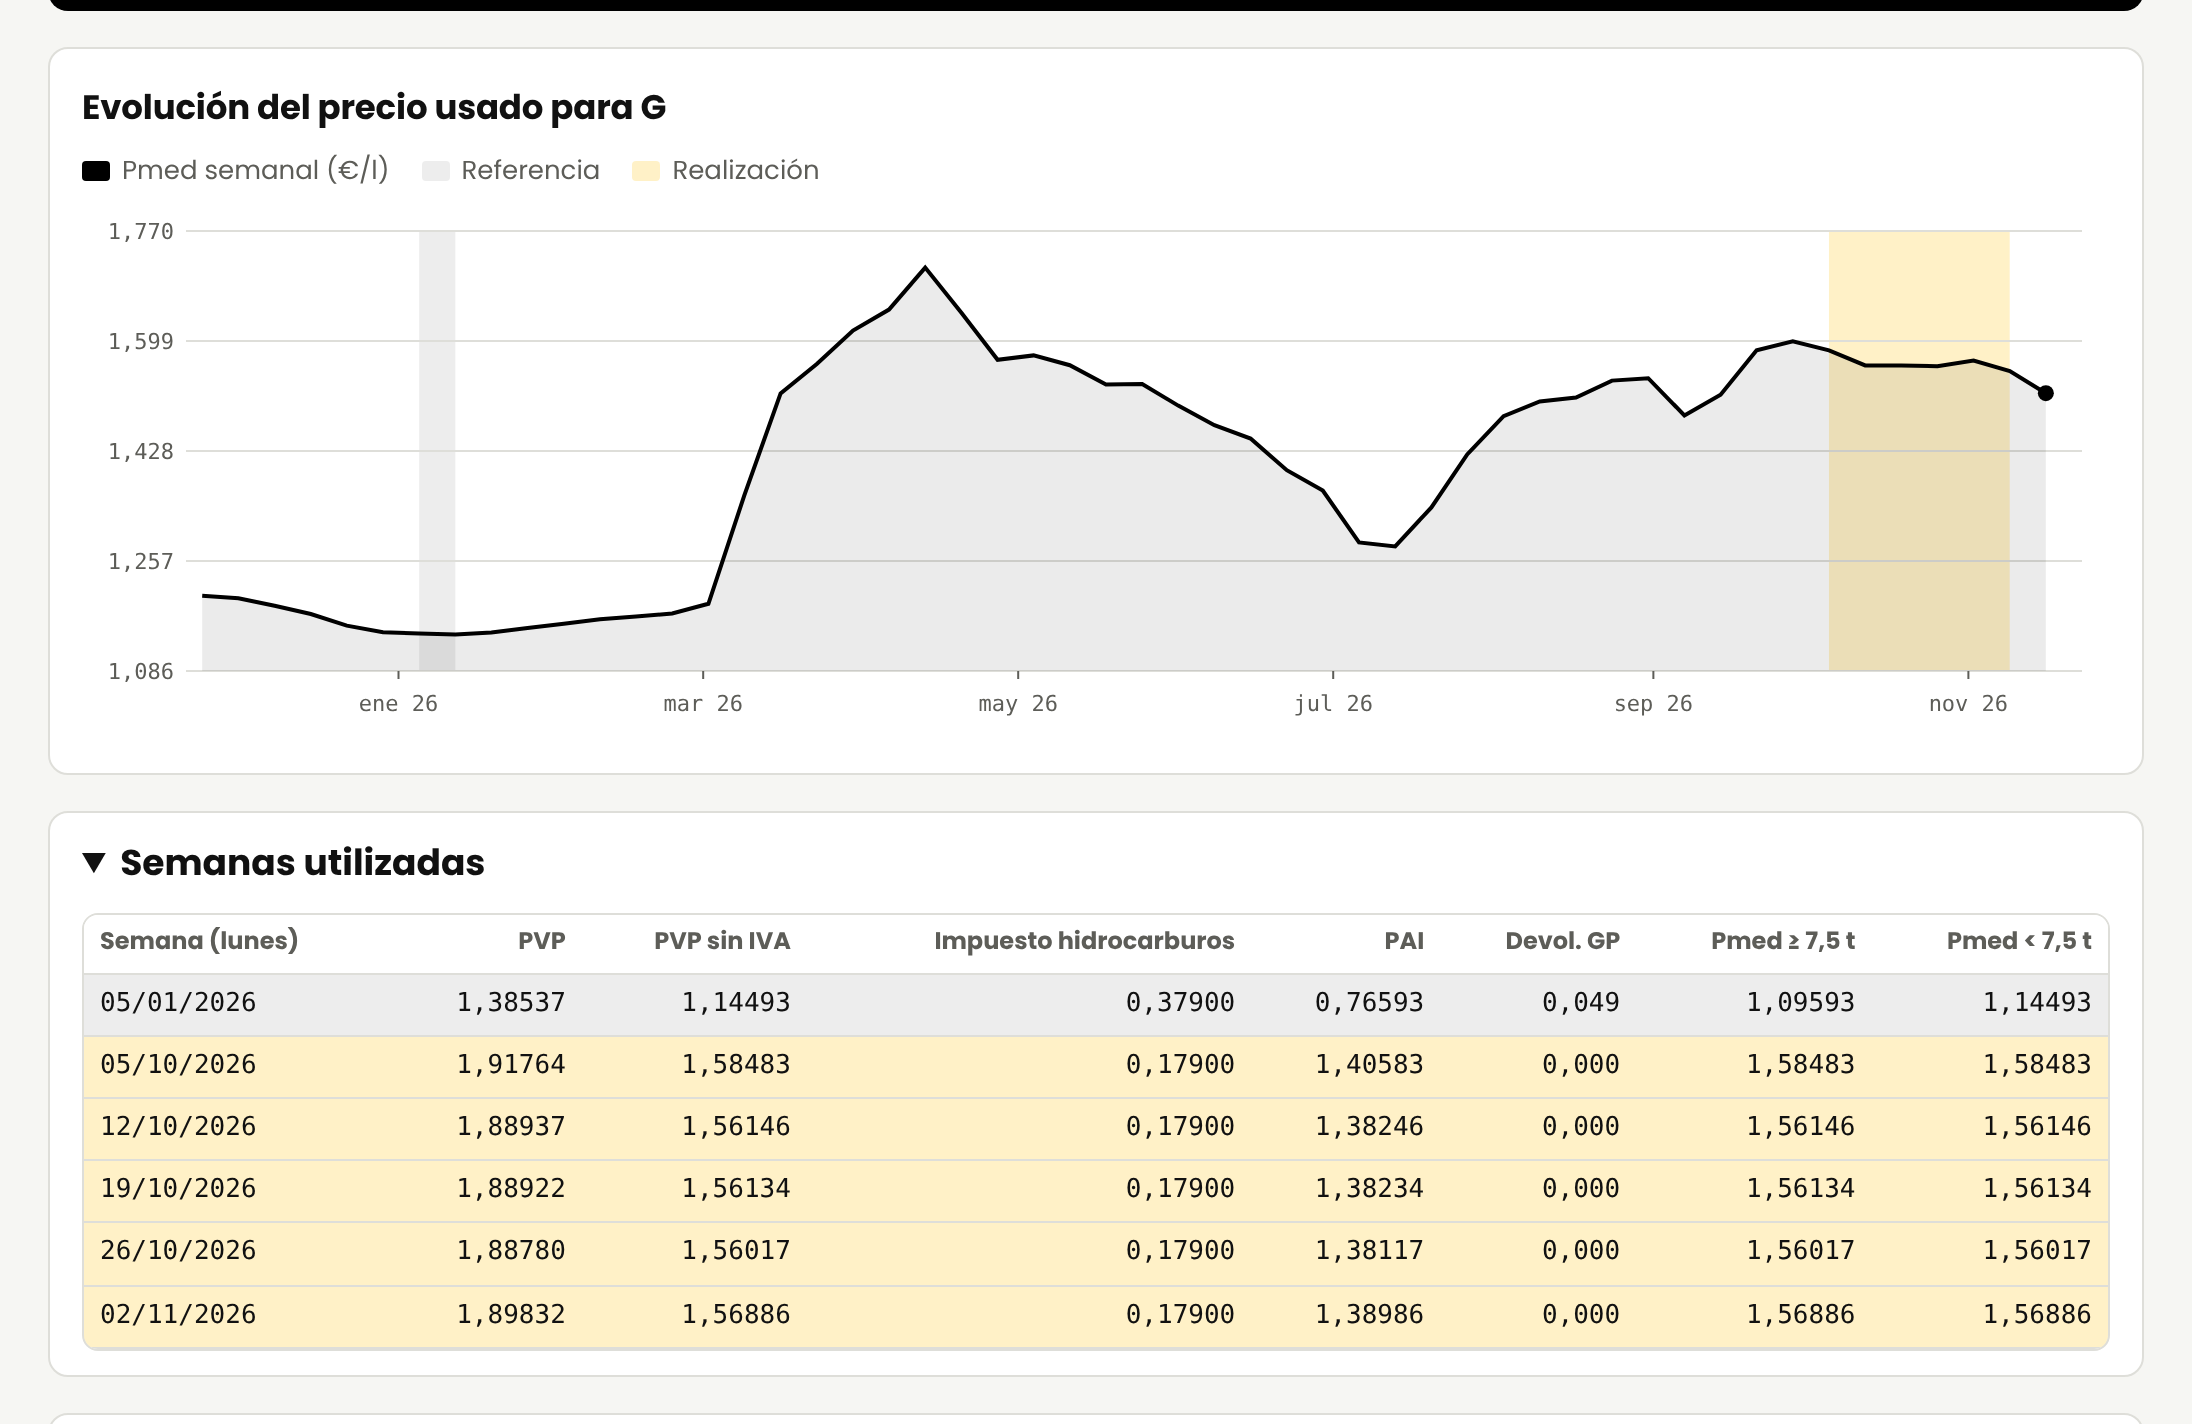 Evolución del precio usado para G
Pmed semanal (€/l) Referencia Realización
1,770
1,599
1,428
1,257
1,086
ene 26 mar 26 may 26 jul 26 sep 26 nov 26
▼ Semanas utilizadas
Semana (lunes) PVP PVP sin IVA Impuesto hidrocarburos PAI Devol. GP Pmed ≥ 7,5 t Pmed < 7,5 t
05/01/2026 1,38537 1,14493 0,37900 0,76593 0,049 1,09593 1,14493
05/10/2026 1,91764 1,58483 0,17900 1,40583 0,000 1,58483 1,58483
12/10/2026 1,88937 1,56146 0,17900 1,38246 0,000 1,56146 1,56146
19/10/2026 1,88922 1,56134 0,17900 1,38234 0,000 1,56134 1,56134
26/10/2026 1,88780 1,56017 0,17900 1,38117 0,000 1,56017 1,56017
02/11/2026 1,89832 1,56886 0,17900 1,38986 0,000 1,56886 1,56886